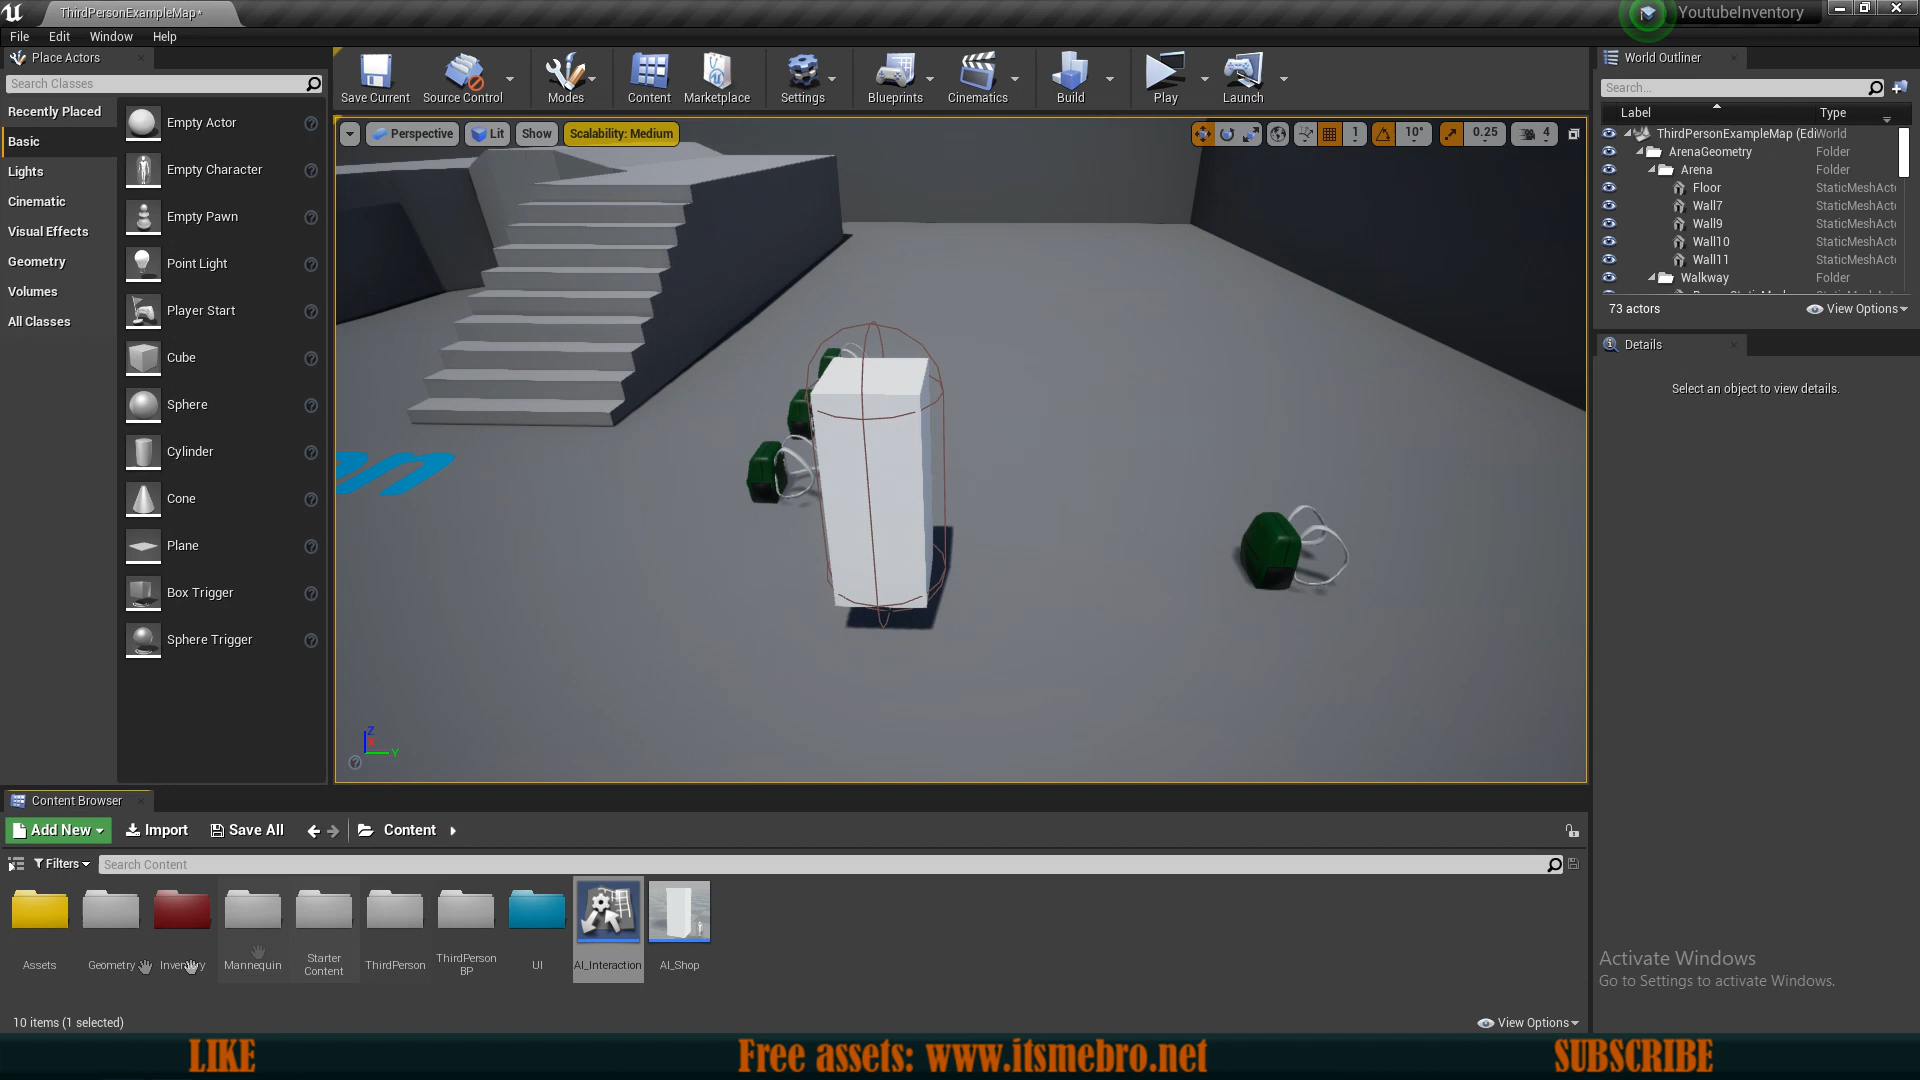 ThirdPersonExampleMap*
YoutubeInventory
File Edit Window Help
Place Actors
Search Classes
Recently Placed
Basic
Lights
Cinematic
Visual Effects
Geometry
Volumes
All Classes
Empty Actor
Empty Character
Empty Pawn
Point Light
Player Start
Cube
Sphere
Cylinder
Cone
Plane
Box Trigger
Sphere Trigger
Save Current
Source Control
Modes
Content
Marketplace
Settings
Blueprints
Cinematics
Build
Play
Launch
Perspective Lit Show Scalability: Medium
1 10° 0.25 4
Z
X
Y
World Outliner
Search...
Label Type
ThirdPersonExampleMap (Edi World
ArenaGeometry Folder
Arena Folder
Floor StaticMeshActo
Wall7 StaticMeshActo
Wall9 StaticMeshActo
Wall10 StaticMeshActo
Wall11 StaticMeshActo
Walkway Folder
73 actors View Options
Details
Select an object to view details.
Content Browser
Add New Import Save All Content
Filters Search Content
Assets
Geometry
Inventory
Mannequin
Starter
Content
ThirdPerson
ThirdPerson
BP
UI
AI_Interaction
AI_Shop
10 items (1 selected) View Options
Activate Windows
Go to Settings to activate Windows.
LIKE Free assets: www.itsmebro.net SUBSCRIBE